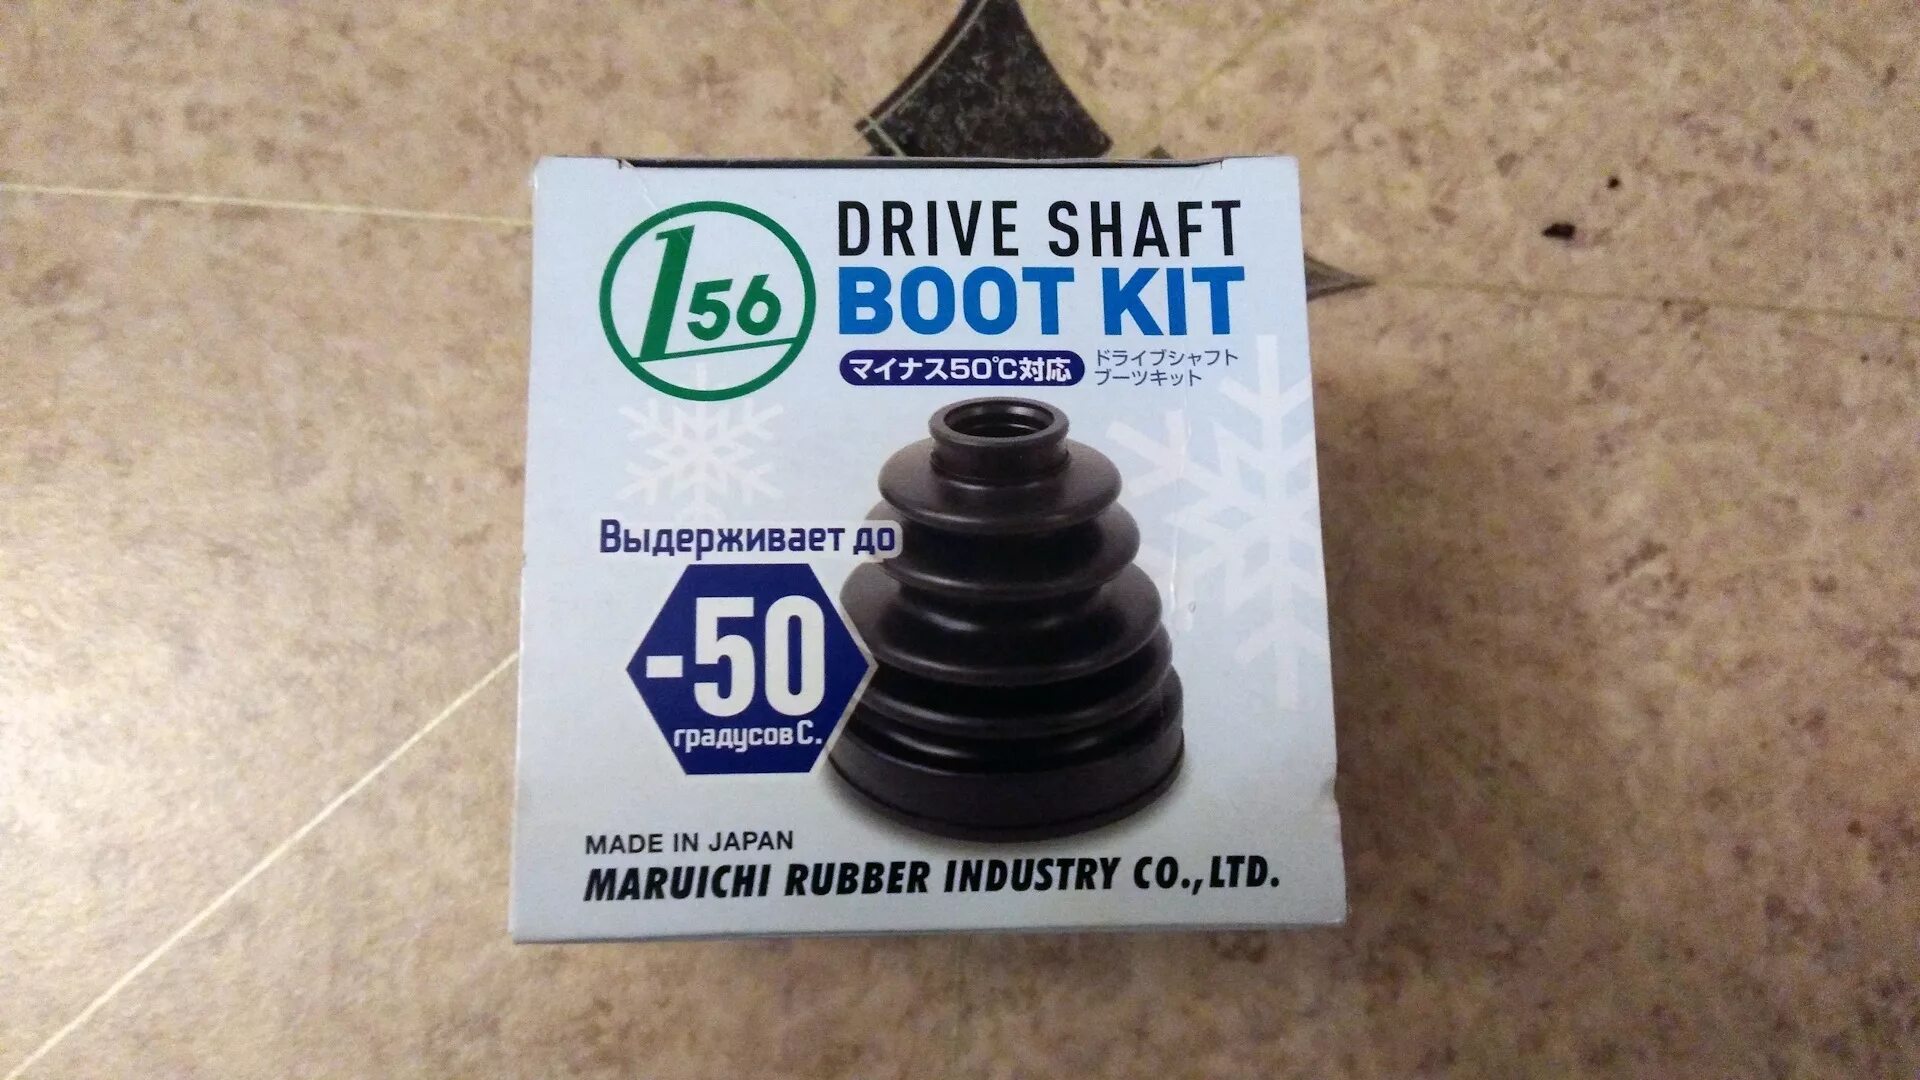 156
DRIVE SHAFT
BOOT KIT
マイナス50℃対応
ドライブシャフト
ブーツキット
Выдерживает до
-50
градусов С.
MADE IN JAPAN
MARUICHI RUBBER INDUSTRY CO., LTD.